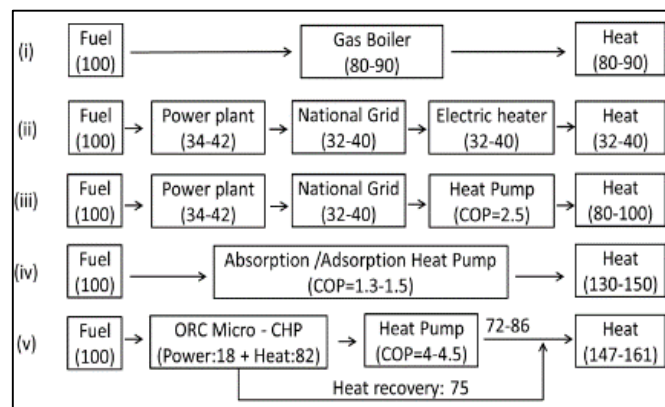 (i)
Fuel
(100)
Gas Boiler
(80-90)
Heat
(80-90)
(ii)
Fuel
(100)
Power plant
(34-42)
National Grid
(32-40)
Electric heater
(32-40)
Heat
(32-40)
(iii)
Fuel
(100)
Power plant
(34-42)
National Grid
(32-40)
Heat Pump
(COP=2.5)
Heat
(80-100)
(iv)
Fuel
(100)
Absorption /Adsorption Heat Pump
(COP=1.3-1.5)
Heat
(130-150)
(v)
Fuel
(100)
ORC Micro - CHP
(Power:18 + Heat:82)
Heat Pump
(COP=4-4.5)
72-86
Heat
(147-161)
Heat recovery: 75